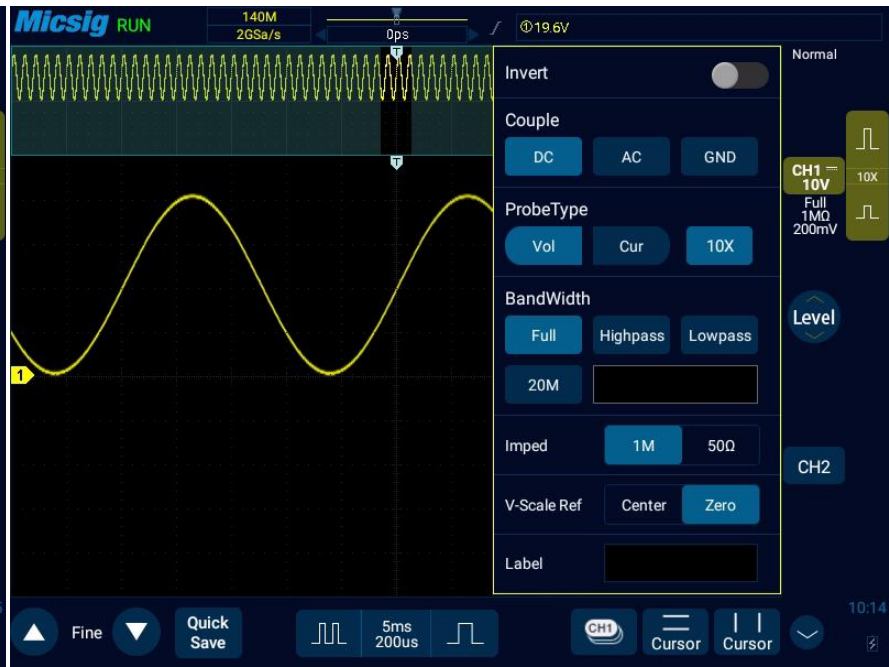 Micsig RUN
140M
2GSa/s
0ps
①19.6V
T
T
1
Invert
Couple
DC AC GND
ProbeType
Vol Cur 10X
BandWidth
Full Highpass Lowpass
20M
Imped 1M 50Ω
V-Scale Ref Center Zero
Label
Normal
CH1
10V
10X
Full
1MΩ
200mV
Level
CH2
Fine
Quick
Save
5ms
200us
CH1
Cursor
Cursor
10:14